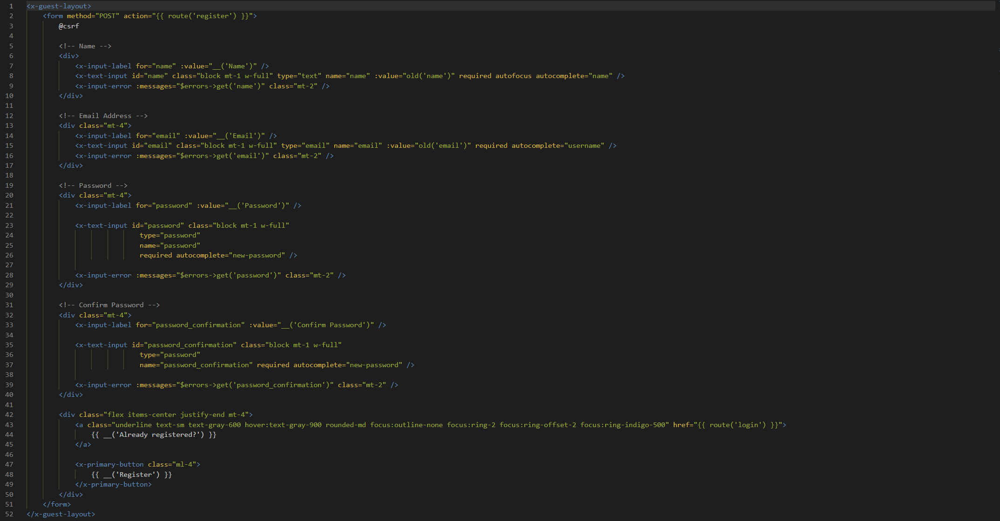 1 <x-guest-layout>
2     <form method="POST" action="{{ route('register') }}">
3         @csrf
4
5         <!-- Name -->
6         <div>
7             <x-input-label for="name" :value="__('Name')" />
8             <x-text-input id="name" class="block mt-1 w-full" type="text" name="name" :value="old('name')" required autofocus autocomplete="name" />
9             <x-input-error :messages="$errors->get('name')" class="mt-2" />
10         </div>
11
12         <!-- Email Address -->
13         <div class="mt-4">
14             <x-input-label for="email" :value="__('Email')" />
15             <x-text-input id="email" class="block mt-1 w-full" type="email" name="email" :value="old('email')" required autocomplete="username" />
16             <x-input-error :messages="$errors->get('email')" class="mt-2" />
17         </div>
18
19         <!-- Password -->
20         <div class="mt-4">
21             <x-input-label for="password" :value="__('Password')" />
22
23             <x-text-input id="password" class="block mt-1 w-full"
24                             type="password"
25                             name="password"
26                             required autocomplete="new-password" />
27
28             <x-input-error :messages="$errors->get('password')" class="mt-2" />
29         </div>
30
31         <!-- Confirm Password -->
32         <div class="mt-4">
33             <x-input-label for="password_confirmation" :value="__('Confirm Password')" />
34
35             <x-text-input id="password_confirmation" class="block mt-1 w-full"
36                             type="password"
37                             name="password_confirmation" required autocomplete="new-password" />
38
39             <x-input-error :messages="$errors->get('password_confirmation')" class="mt-2" />
40         </div>
41
42         <div class="flex items-center justify-end mt-4">
43             <a class="underline text-sm text-gray-600 hover:text-gray-900 rounded-md focus:outline-none focus:ring-2 focus:ring-offset-2 focus:ring-indigo-500" href="{{ route('login') }}">
44                 {{ __('Already registered?') }}
45             </a>
46
47             <x-primary-button class="ml-4">
48                 {{ __('Register') }}
49             </x-primary-button>
50         </div>
51     </form>
52 </x-guest-layout>